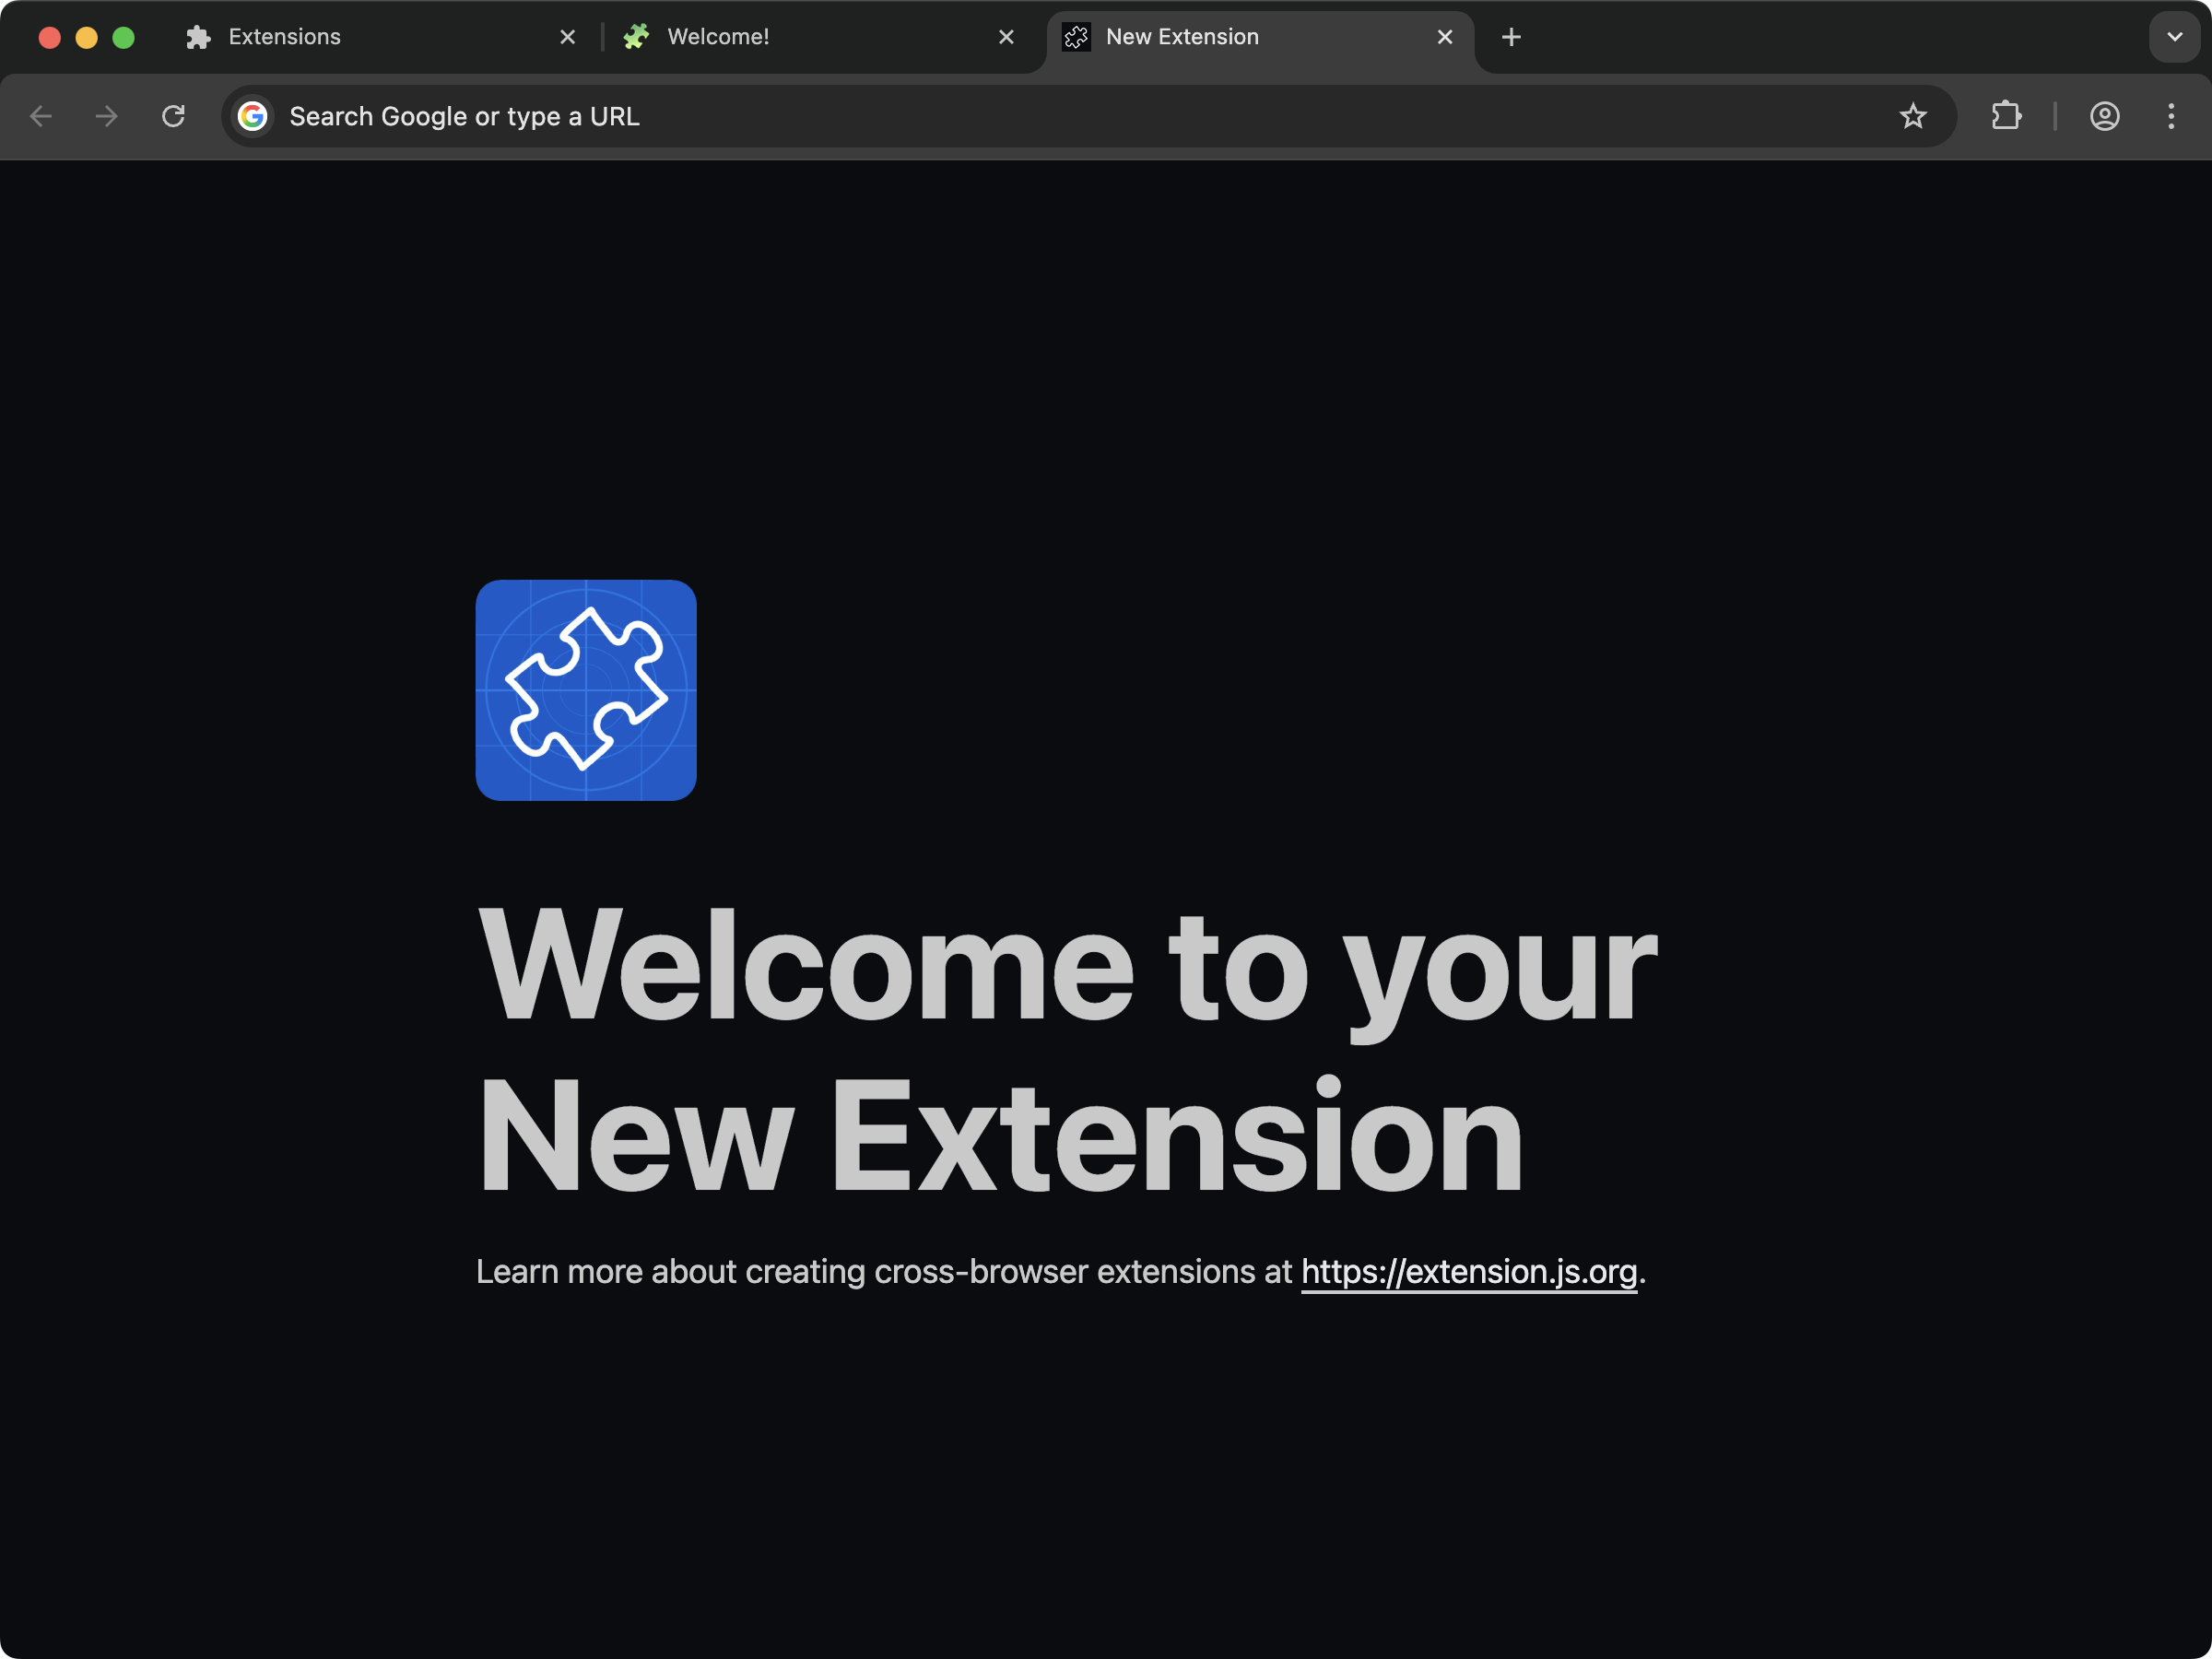 Extensions
Welcome!
New Extension
Search Google or type a URL
Welcome to your
New Extension
Learn more about creating cross-browser extensions at https://extension.js.org.